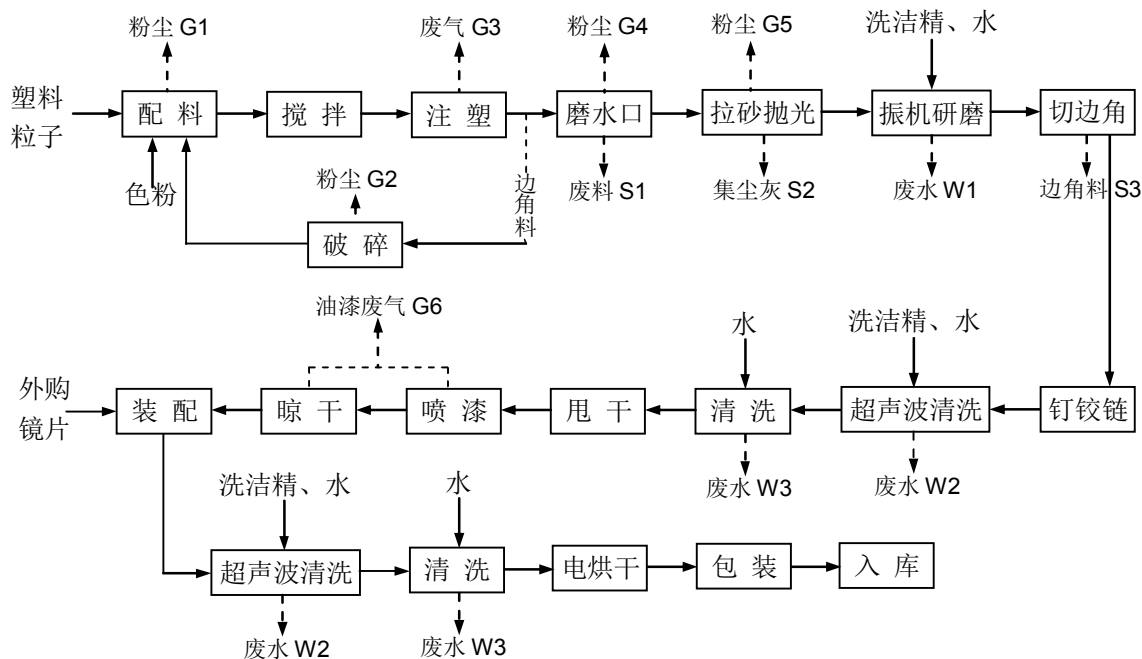 粉尘 G1
废气 G3
粉尘 G4
粉尘 G5
洗洁精、水
塑料
粒子
配 料
搅 拌
注 塑
磨水口
拉砂抛光
振机研磨
切边角
色粉
粉尘 G2
边角料
废料 S1
集尘灰 S2
废水 W1
边角料 S3
破 碎
油漆废气 G6
水
洗洁精、水
外购
镜片
装 配
晾 干
喷 漆
甩 干
清 洗
超声波清洗
钉铰链
废水 W3
废水 W2
洗洁精、水
水
超声波清洗
清 洗
电烘干
包 装
入 库
废水 W2
废水 W3